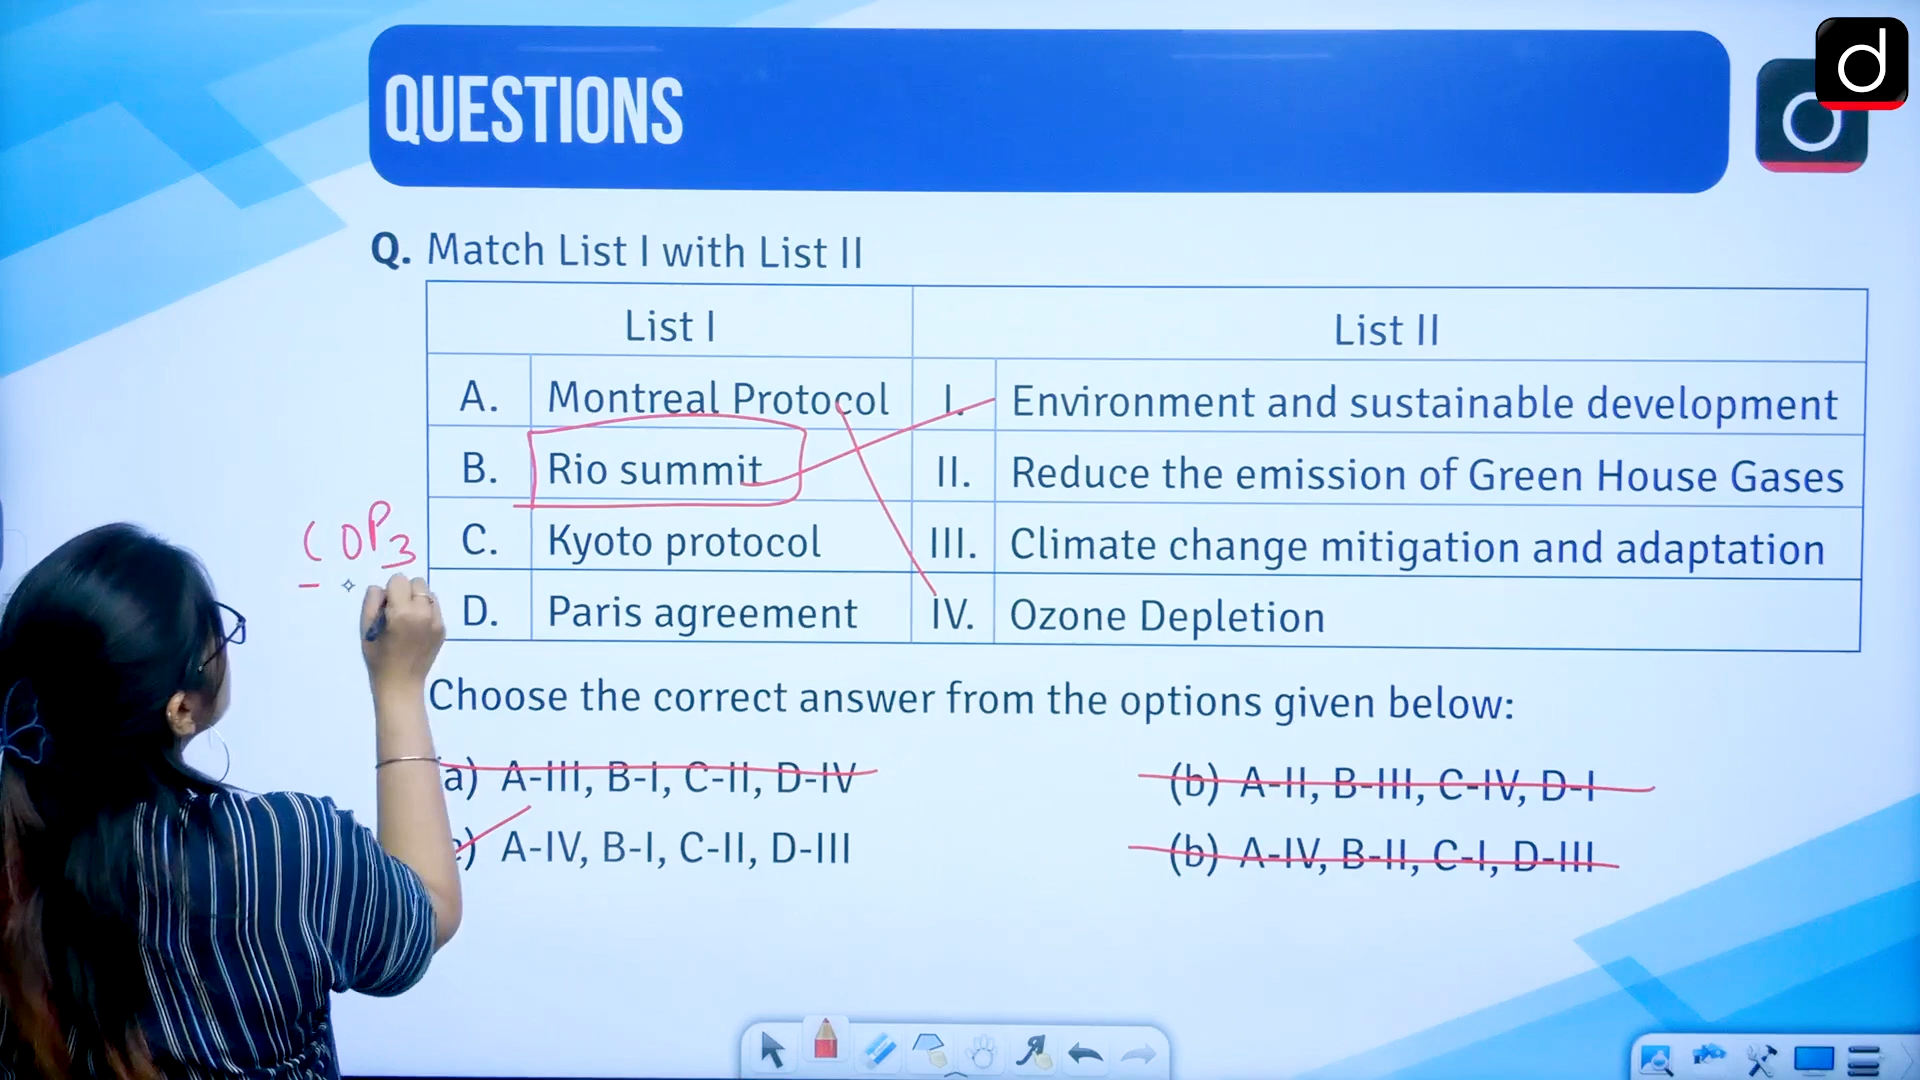 d
QUESTIONS
Q. Match List I with List II
List I List II
A. Montreal Protocol I. Environment and sustainable development
B. Rio summit II. Reduce the emission of Green House Gases
COP3
C. Kyoto protocol III. Climate change mitigation and adaptation
D. Paris agreement IV. Ozone Depletion
Choose the correct answer from the options given below:
a) A-III, B-I, C-II, D-IV (b) A-II, B-III, C-IV, D-I
) A-IV, B-I, C-II, D-III (b) A-IV, B-II, C-I, D-III